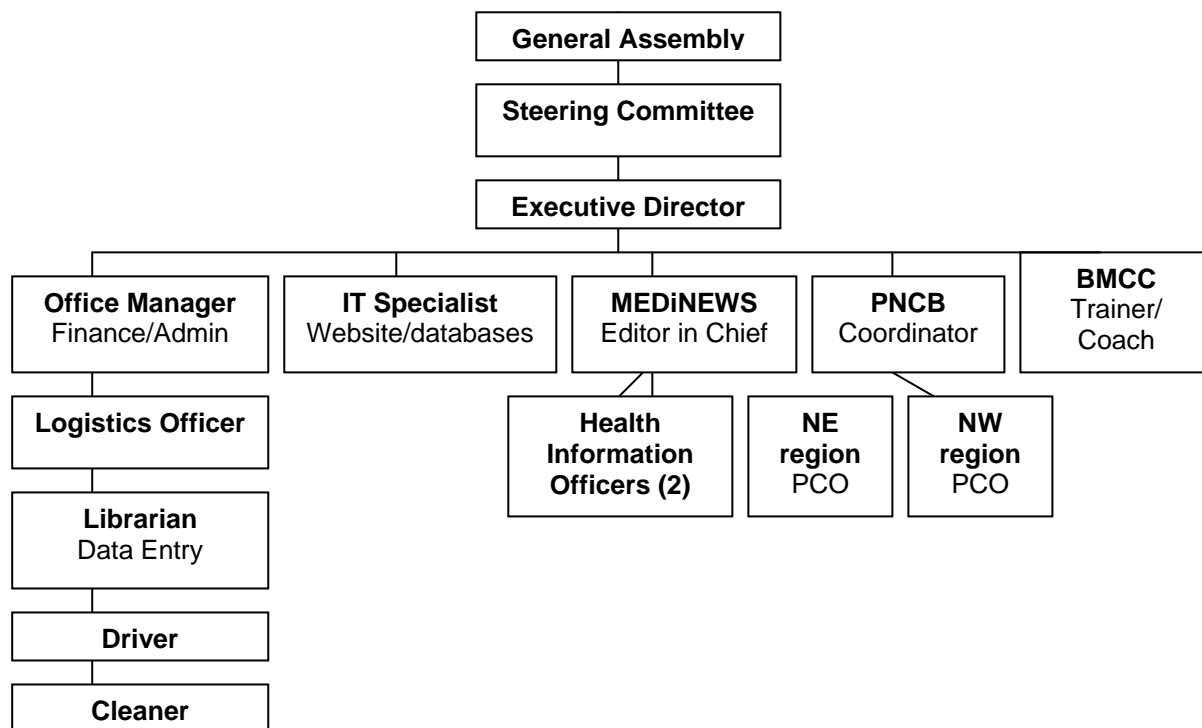 General Assembly
Steering Committee
Executive Director
Office Manager
Finance/Admin
IT Specialist
Website/databases
MEDiNEWS
Editor in Chief
PNCB
Coordinator
BMCC
Trainer/
Coach
Logistics Officer
Health
Information
Officers (2)
NE
region
PCO
NW
region
PCO
Librarian
Data Entry
Driver
Cleaner